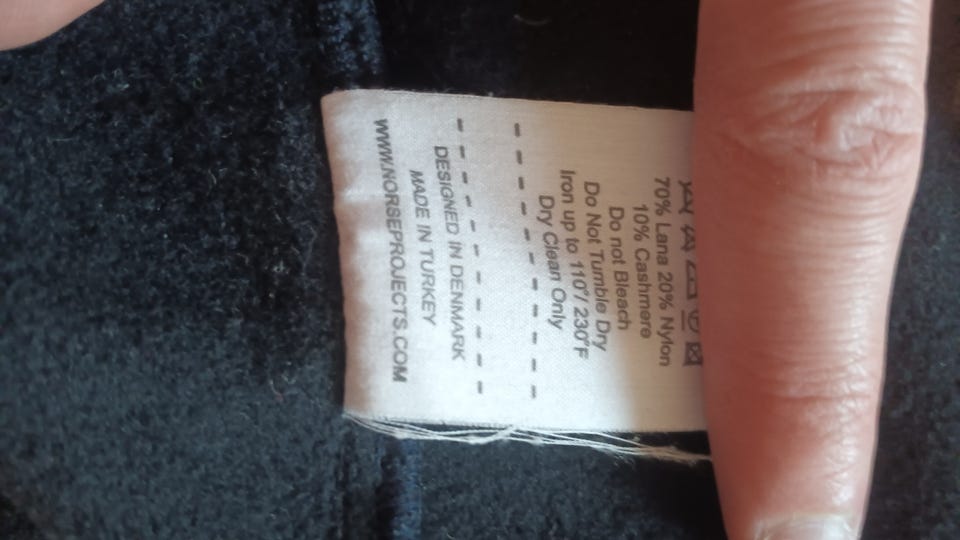 70% Lana 20% Nylon
10% Cashmere
Do not Bleach
Do Not Tumble Dry
Iron up to 110°/ 230°F
Dry Clean Only
DESIGNED IN DENMARK
MADE IN TURKEY
WWW.NORSEPROJECTS.COM